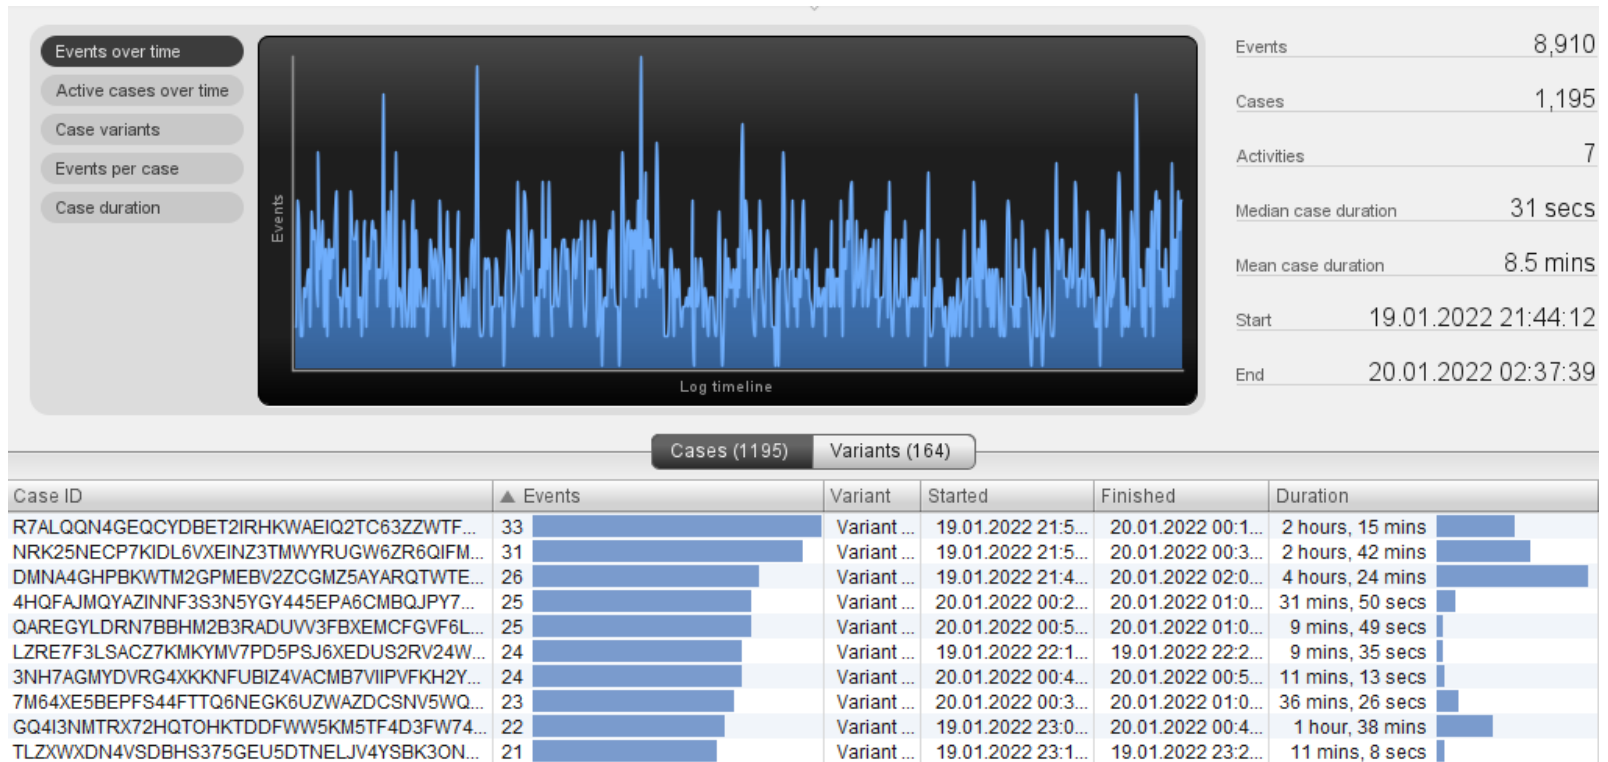 Events over time
Active cases over time
Case variants
Events per case
Case duration
Events
Log timeline
Events 8,910
Cases 1,195
Activities 7
Median case duration 31 secs
Mean case duration 8.5 mins
Start 19.01.2022 21:44:12
End 20.01.2022 02:37:39
Cases (1195) Variants (164)
Case ID ▲ Events Variant Started Finished Duration
R7ALQQN4GEQCYDBET2IRHKWAEIQ2TC63ZZWTF... 33 Variant ... 19.01.2022 21:5... 20.01.2022 00:1... 2 hours, 15 mins
NRK25NECP7KIDL6VXEINZ3TMWYRUGW6ZR6QIFM... 31 Variant ... 19.01.2022 21:5... 20.01.2022 00:3... 2 hours, 42 mins
DMNA4GHPBKWTM2GPMEBV2ZCGMZ5AYARQTWTE... 26 Variant ... 19.01.2022 21:4... 20.01.2022 02:0... 4 hours, 24 mins
4HQFAJMQYAZINNF3S3N5YGY445EPA6CMBQJPY7... 25 Variant ... 20.01.2022 00:2... 20.01.2022 01:0... 31 mins, 50 secs
QAREGYLDRN7BBHM2B3RADUVV3FBXEMCFGVF6L... 25 Variant ... 20.01.2022 00:5... 20.01.2022 01:0... 9 mins, 49 secs
LZRE7F3LSACZ7KMKYMV7PD5PSJ6XEDUS2RV24W... 24 Variant ... 19.01.2022 22:1... 19.01.2022 22:2... 9 mins, 35 secs
3NH7AGMYDVRG4XKKNFUBIZ4VACMB7VIIPVFKH2Y... 24 Variant ... 20.01.2022 00:4... 20.01.2022 00:5... 11 mins, 13 secs
7M64XE5BEPFS44FTTQ6NEGK6UZWAZDCSNV5WQ... 23 Variant ... 20.01.2022 00:3... 20.01.2022 01:0... 36 mins, 26 secs
GQ4I3NMTRX72HQTOHKTDDFWW5KM5TF4D3FW74... 22 Variant ... 19.01.2022 23:0... 20.01.2022 00:4... 1 hour, 38 mins
TLZXWXDN4VSDBHS375GEU5DTNELJV4YSBK3ON... 21 Variant ... 19.01.2022 23:1... 19.01.2022 23:2... 11 mins, 8 secs